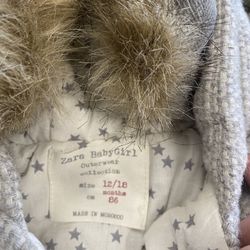 Zara BabyGirl
Outerwear
collection
size 12/18
months
cm 86
MADE IN MOROCCO